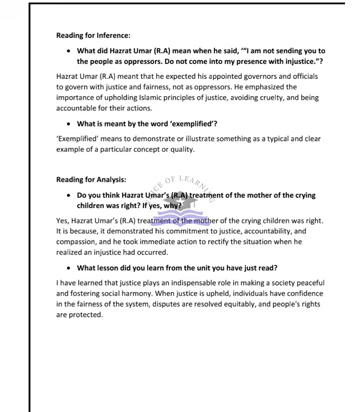 Reading for Inference:
• What did Hazrat Umar (R.A) mean when he said, ‘“I am not sending you to
the people as oppressors. Do not come into my presence with injustice.”?
Hazrat Umar (R.A) meant that he expected his appointed governors and officials
to govern with justice and fairness, not as oppressors. He emphasized the
importance of upholding Islamic principles of justice, avoiding cruelty, and being
accountable for their actions.
• What is meant by the word ‘exemplified’?
‘Exemplified’ means to demonstrate or illustrate something as a typical and clear
example of a particular concept or quality.
Reading for Analysis:
• Do you think Hazrat Umar’s (R.A) treatment of the mother of the crying
children was right? If yes, why?
Yes, Hazrat Umar’s (R.A) treatment of the mother of the crying children was right.
It is because, it demonstrated his commitment to justice, accountability, and
compassion, and he took immediate action to rectify the situation when he
realized an injustice had occurred.
• What lesson did you learn from the unit you have just read?
I have learned that justice plays an indispensable role in making a society peaceful
and fostering social harmony. When justice is upheld, individuals have confidence
in the fairness of the system, disputes are resolved equitably, and people's rights
are protected.